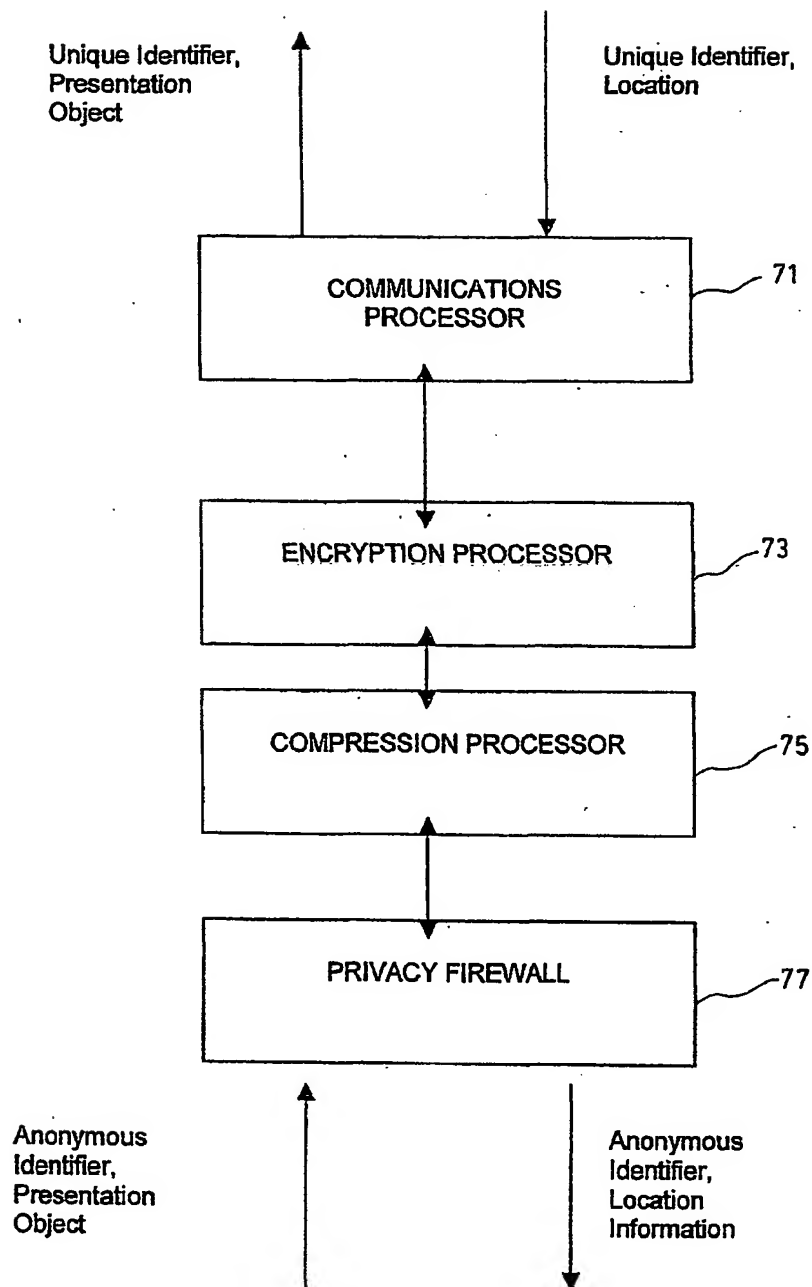 Unique Identifier,
Presentation
Object
Unique Identifier,
Location
COMMUNICATIONS
PROCESSOR
71
ENCRYPTION PROCESSOR
73
COMPRESSION PROCESSOR
75
PRIVACY FIREWALL
77
Anonymous
Identifier,
Presentation
Object
Anonymous
Identifier,
Location
Information